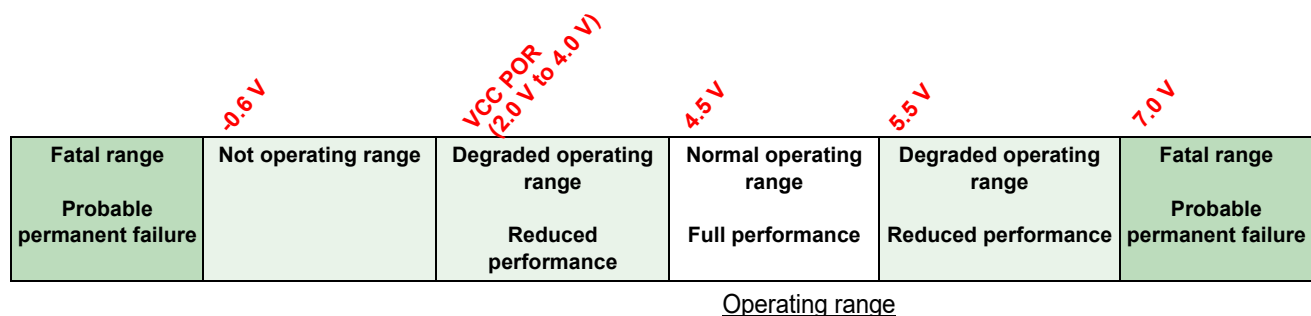 -0.6 V
VCC POR
(2.0 V to 4.0 V)
4.5 V
5.5 V
7.0 V
Fatal range
Probable
permanent failure
Not operating range
Degraded operating
range
Reduced
performance
Normal operating
range
Full performance
Degraded operating
range
Reduced performance
Fatal range
Probable
permanent failure
Operating range